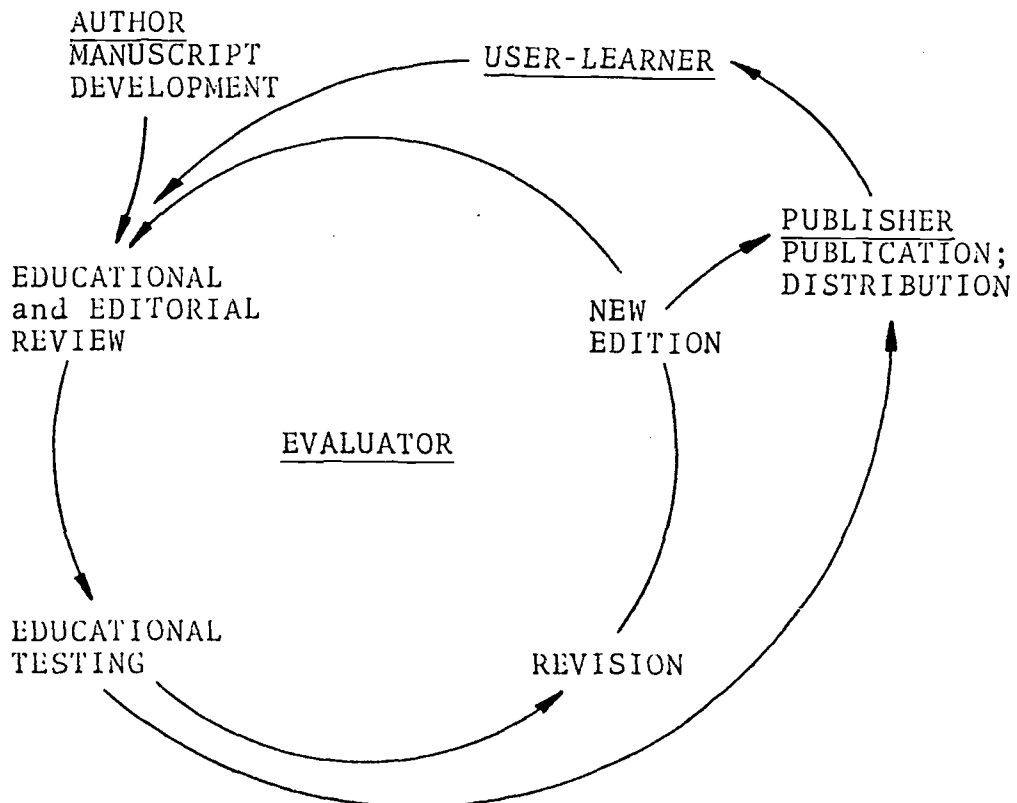 AUTHOR
MANUSCRIPT
DEVELOPMENT
USER-LEARNER
PUBLISHER
PUBLICATION;
DISTRIBUTION
EDUCATIONAL
and EDITORIAL
REVIEW
NEW
EDITION
EVALUATOR
EDUCATIONAL
TESTING
REVISION